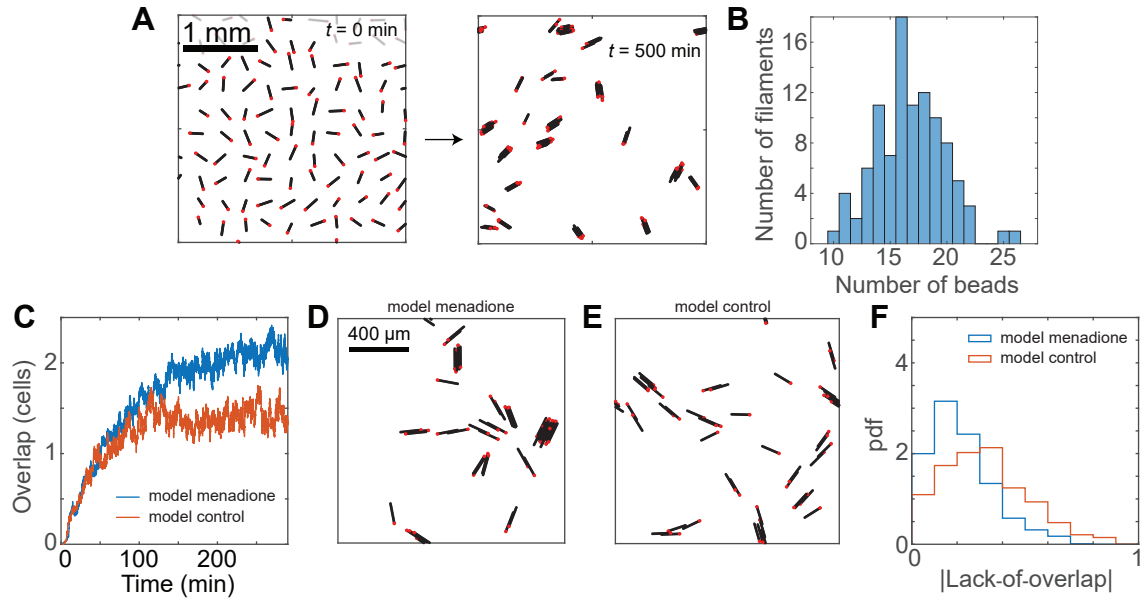 A
1 mm
t = 0 min
t = 500 min
B
Number of filaments
16
12
8
4
0
10
15
20
25
Number of beads
C
Overlap (cells)
2
1
0
model menadione
model control
0
100
200
Time (min)
D
model menadione
400 µm
E
model control
F
model menadione
model control
pdf
4
2
0
0
1
|Lack-of-overlap|